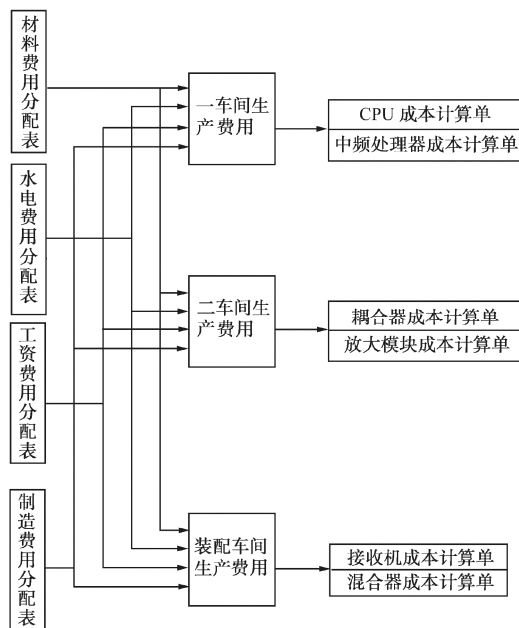 材料费用分配表
水电费用分配表
工资费用分配表
制造费用分配表
一车间生
产费用
二车间生
产费用
装配车间
生产费用
CPU 成本计算单
中频处理器成本计算单
耦合器成本计算单
放大模块成本计算单
接收机成本计算单
混合器成本计算单